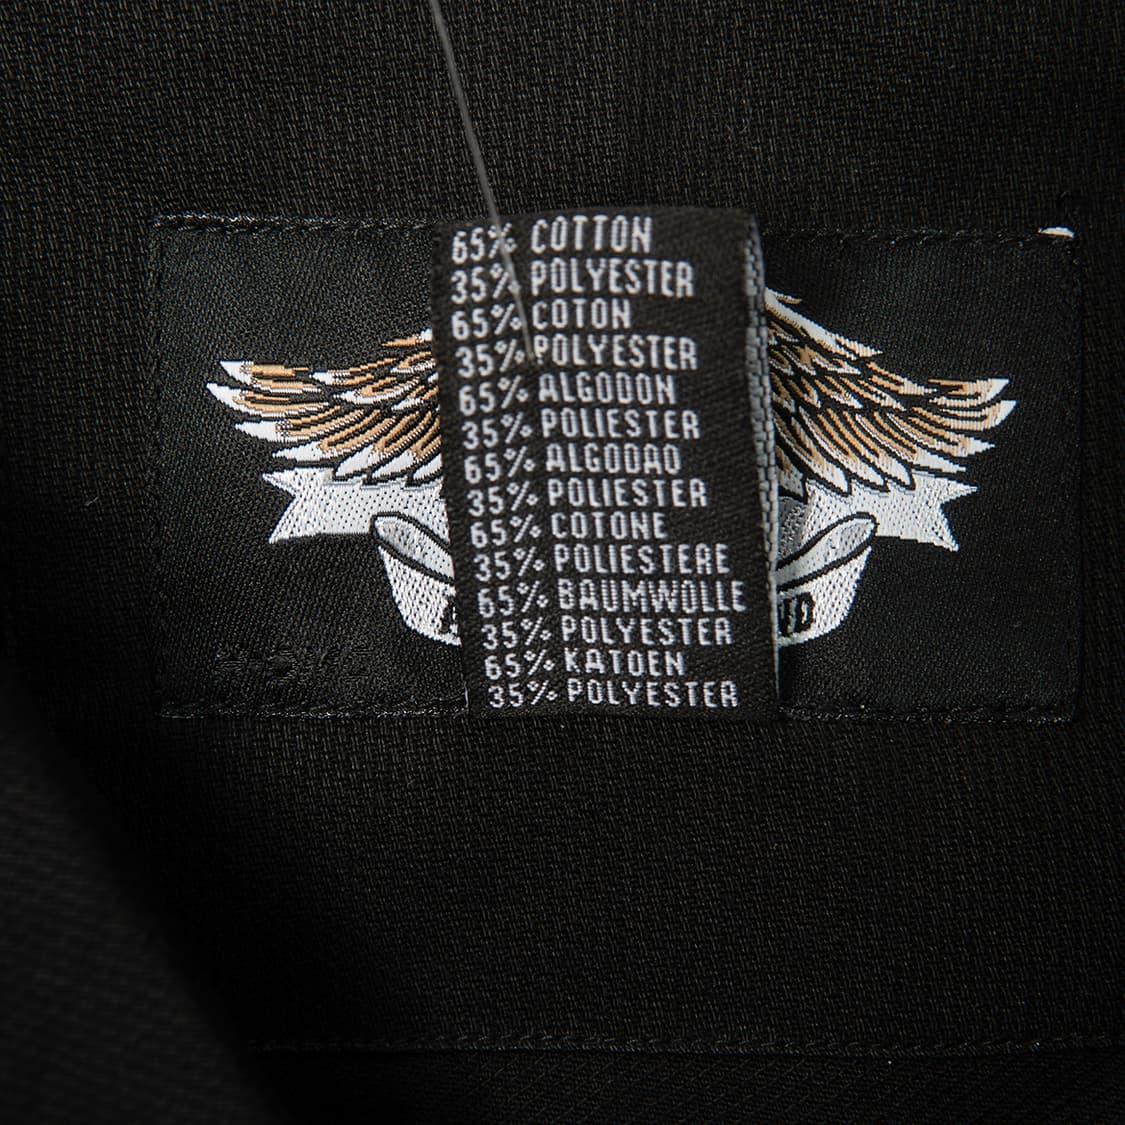 65% COTTON
35% POLYESTER
65% COTON
35% POLYESTER
65% ALGODON
35% POLIESTER
65% ALGODAO
35% POLIESTER
65% COTONE
35% POLIESTERE
65% BAUMWOLLE
35% POLYESTER
65% KATOEN
35% POLYESTER